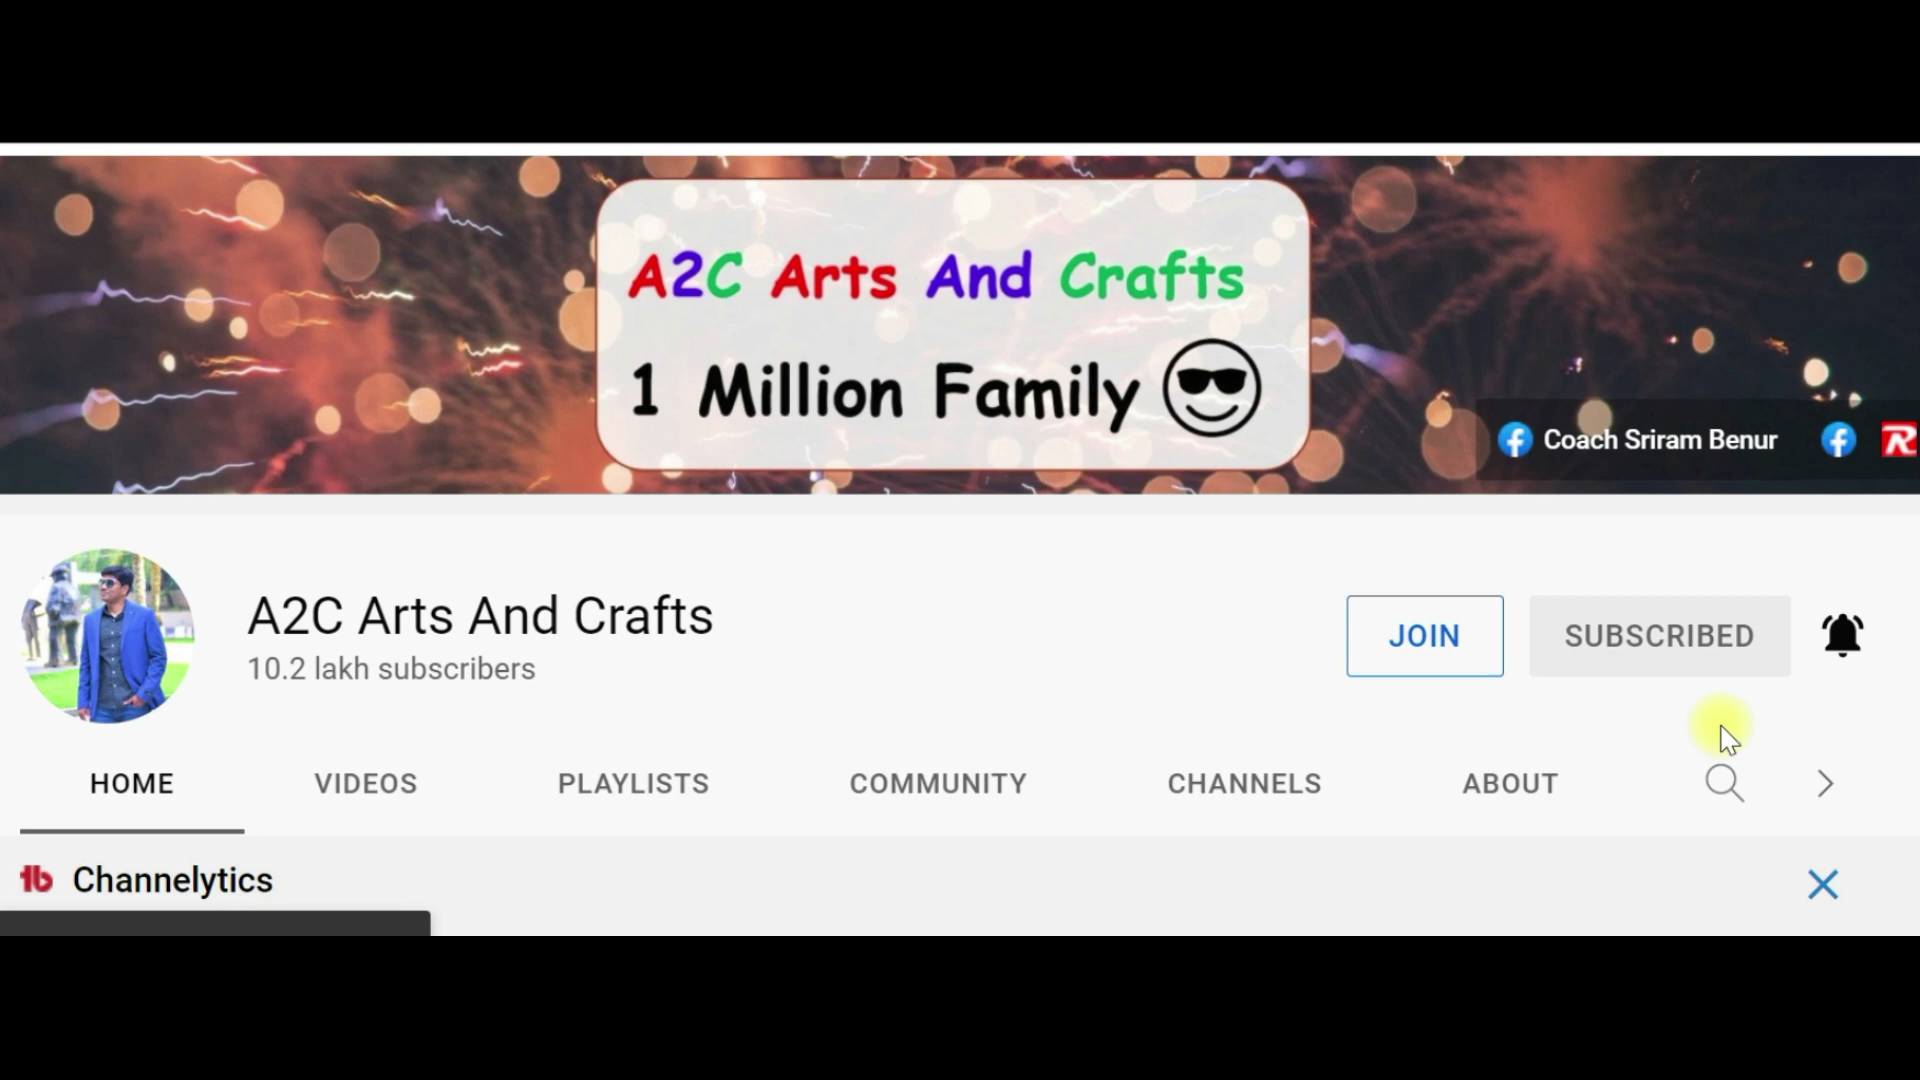 A2C Arts And Crafts
1 Million Family
Coach Sriram Benur
A2C Arts And Crafts
10.2 lakh subscribers
JOIN
SUBSCRIBED
HOME
VIDEOS
PLAYLISTS
COMMUNITY
CHANNELS
ABOUT
Channelytics